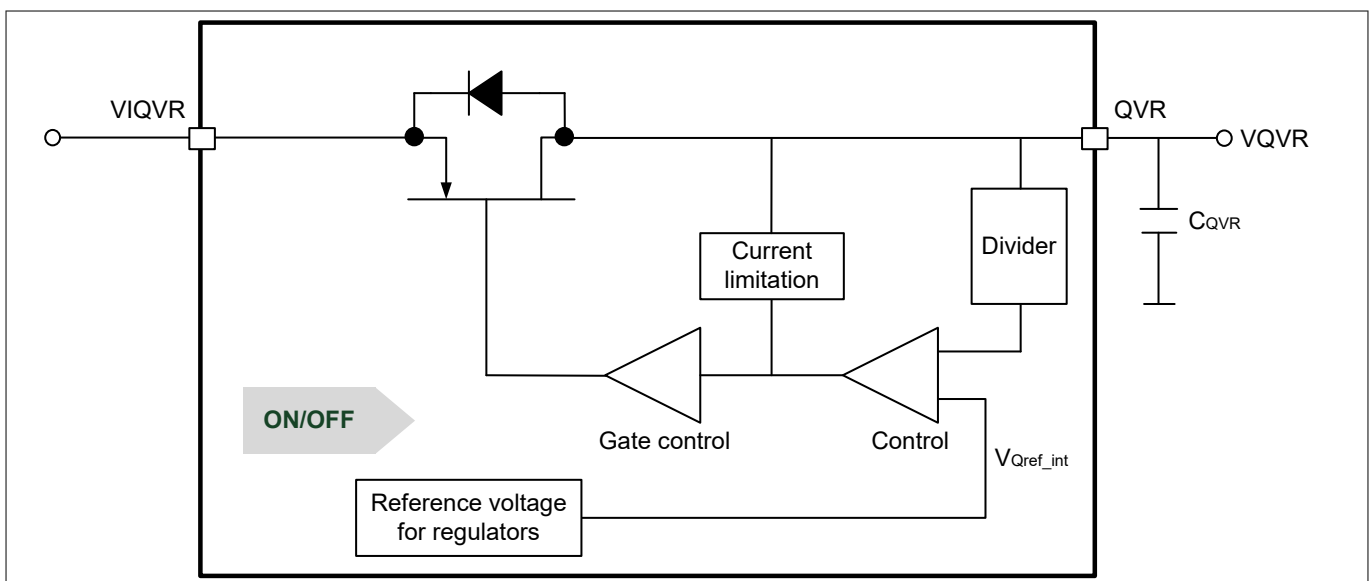 VIQVR
QVR
VQVR
CQVR
Divider
Current
limitation
ON/OFF
Gate control
Control
VQref_int
Reference voltage
for regulators